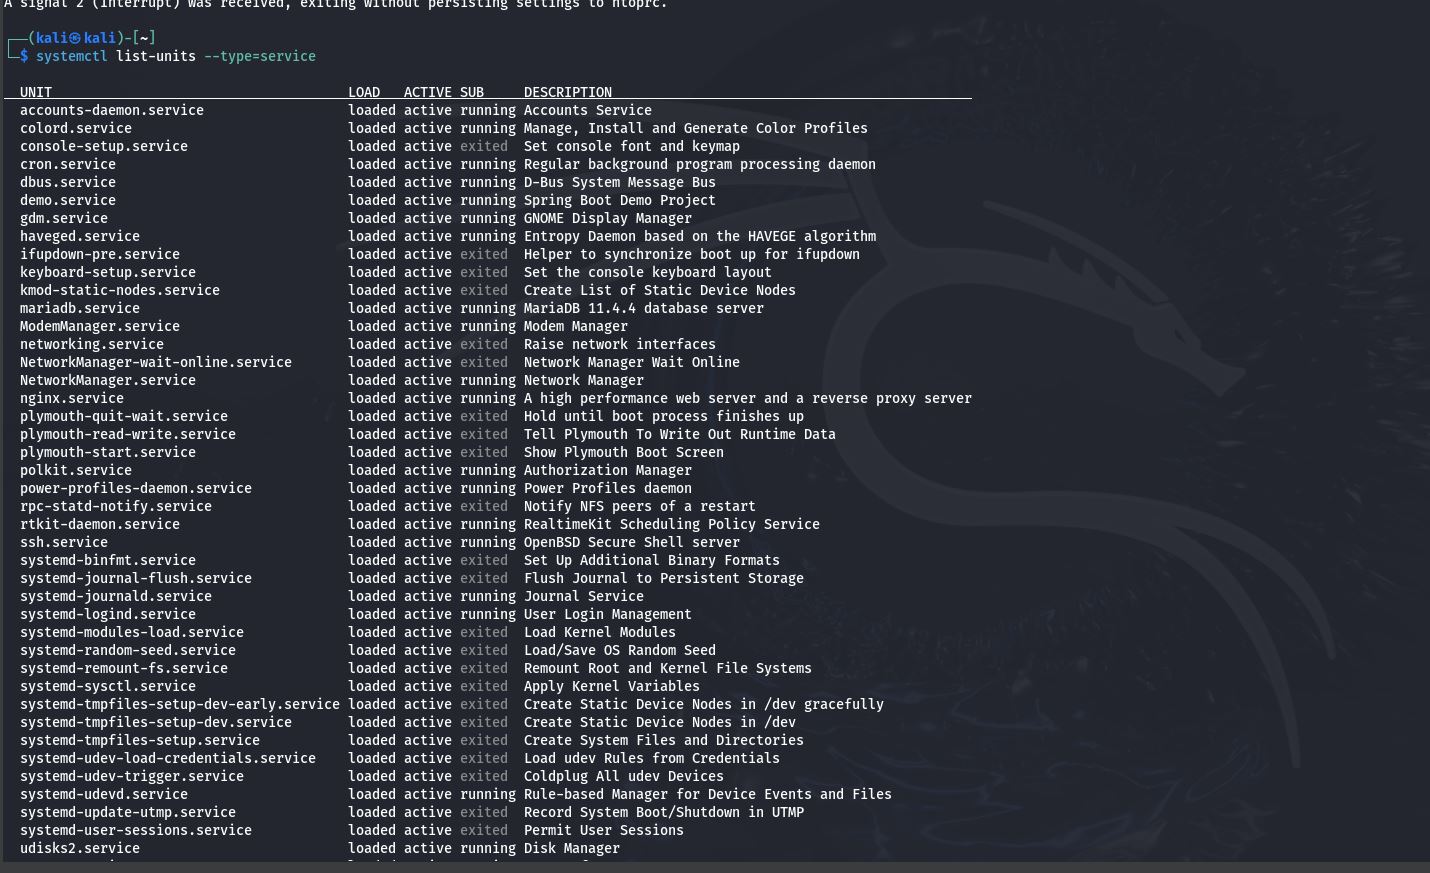 A signal 2 (Interrupt) was received, exiting without persisting settings to htoprc.
┌──(kali㉿kali)-[~]
└─$ systemctl list-units --type=service
UNIT LOAD ACTIVE SUB DESCRIPTION
accounts-daemon.service loaded active running Accounts Service
colord.service loaded active running Manage, Install and Generate Color Profiles
console-setup.service loaded active exited Set console font and keymap
cron.service loaded active running Regular background program processing daemon
dbus.service loaded active running D-Bus System Message Bus
demo.service loaded active running Spring Boot Demo Project
gdm.service loaded active running GNOME Display Manager
haveged.service loaded active running Entropy Daemon based on the HAVEGE algorithm
ifupdown-pre.service loaded active exited Helper to synchronize boot up for ifupdown
keyboard-setup.service loaded active exited Set the console keyboard layout
kmod-static-nodes.service loaded active exited Create List of Static Device Nodes
mariadb.service loaded active running MariaDB 11.4.4 database server
ModemManager.service loaded active running Modem Manager
networking.service loaded active exited Raise network interfaces
NetworkManager-wait-online.service loaded active exited Network Manager Wait Online
NetworkManager.service loaded active running Network Manager
nginx.service loaded active running A high performance web server and a reverse proxy server
plymouth-quit-wait.service loaded active exited Hold until boot process finishes up
plymouth-read-write.service loaded active exited Tell Plymouth To Write Out Runtime Data
plymouth-start.service loaded active exited Show Plymouth Boot Screen
polkit.service loaded active running Authorization Manager
power-profiles-daemon.service loaded active running Power Profiles daemon
rpc-statd-notify.service loaded active exited Notify NFS peers of a restart
rtkit-daemon.service loaded active running RealtimeKit Scheduling Policy Service
ssh.service loaded active running OpenBSD Secure Shell server
systemd-binfmt.service loaded active exited Set Up Additional Binary Formats
systemd-journal-flush.service loaded active exited Flush Journal to Persistent Storage
systemd-journald.service loaded active running Journal Service
systemd-logind.service loaded active running User Login Management
systemd-modules-load.service loaded active exited Load Kernel Modules
systemd-random-seed.service loaded active exited Load/Save OS Random Seed
systemd-remount-fs.service loaded active exited Remount Root and Kernel File Systems
systemd-sysctl.service loaded active exited Apply Kernel Variables
systemd-tmpfiles-setup-dev-early.service loaded active exited Create Static Device Nodes in /dev gracefully
systemd-tmpfiles-setup-dev.service loaded active exited Create Static Device Nodes in /dev
systemd-tmpfiles-setup.service loaded active exited Create System Files and Directories
systemd-udev-load-credentials.service loaded active exited Load udev Rules from Credentials
systemd-udev-trigger.service loaded active exited Coldplug All udev Devices
systemd-udevd.service loaded active running Rule-based Manager for Device Events and Files
systemd-update-utmp.service loaded active exited Record System Boot/Shutdown in UTMP
systemd-user-sessions.service loaded active exited Permit User Sessions
udisks2.service loaded active running Disk Manager